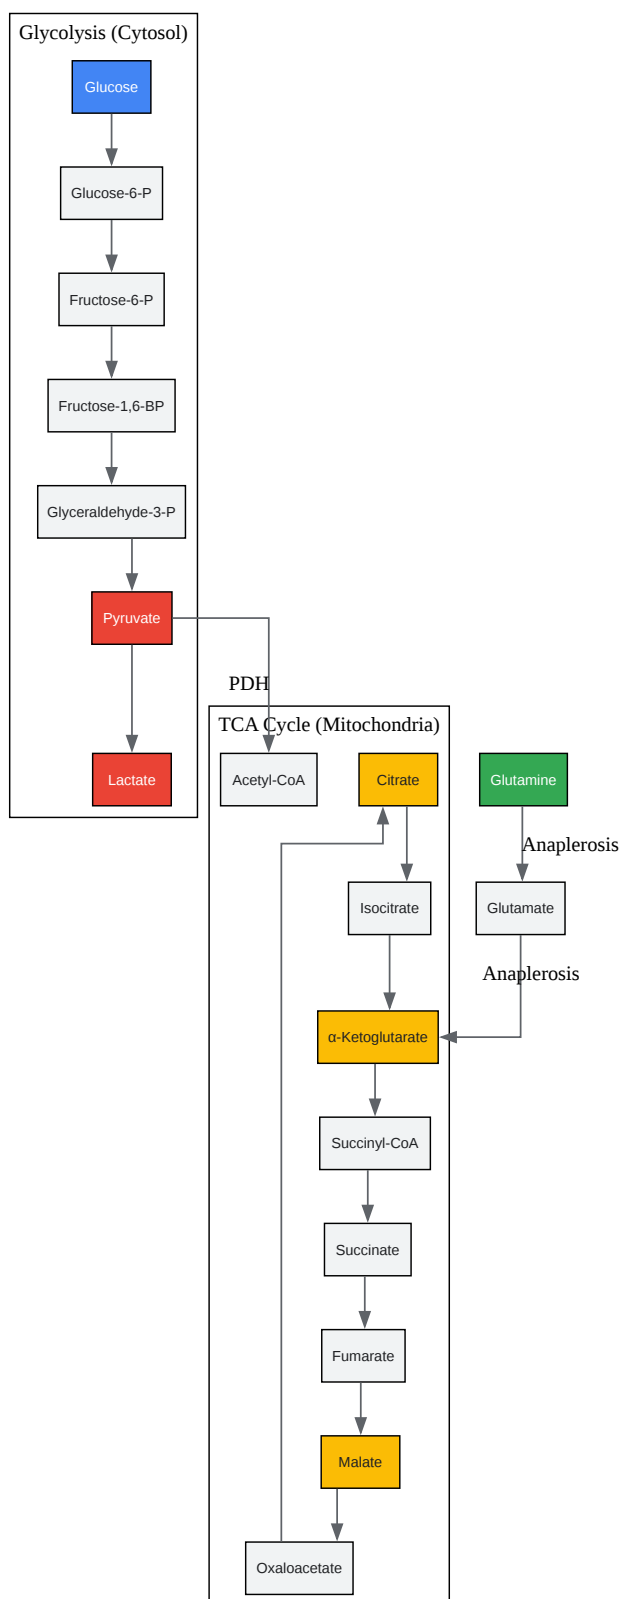 Glycolysis (Cytosol)
Glucose
Glucose-6-P
Fructose-6-P
Fructose-1,6-BP
Glyceraldehyde-3-P
Pyruvate
Lactate
PDH
TCA Cycle (Mitochondria)
Acetyl-CoA
Citrate
Glutamine
Anaplerosis
Isocitrate
Glutamate
Anaplerosis
α-Ketoglutarate
Succinyl-CoA
Succinate
Fumarate
Malate
Oxaloacetate